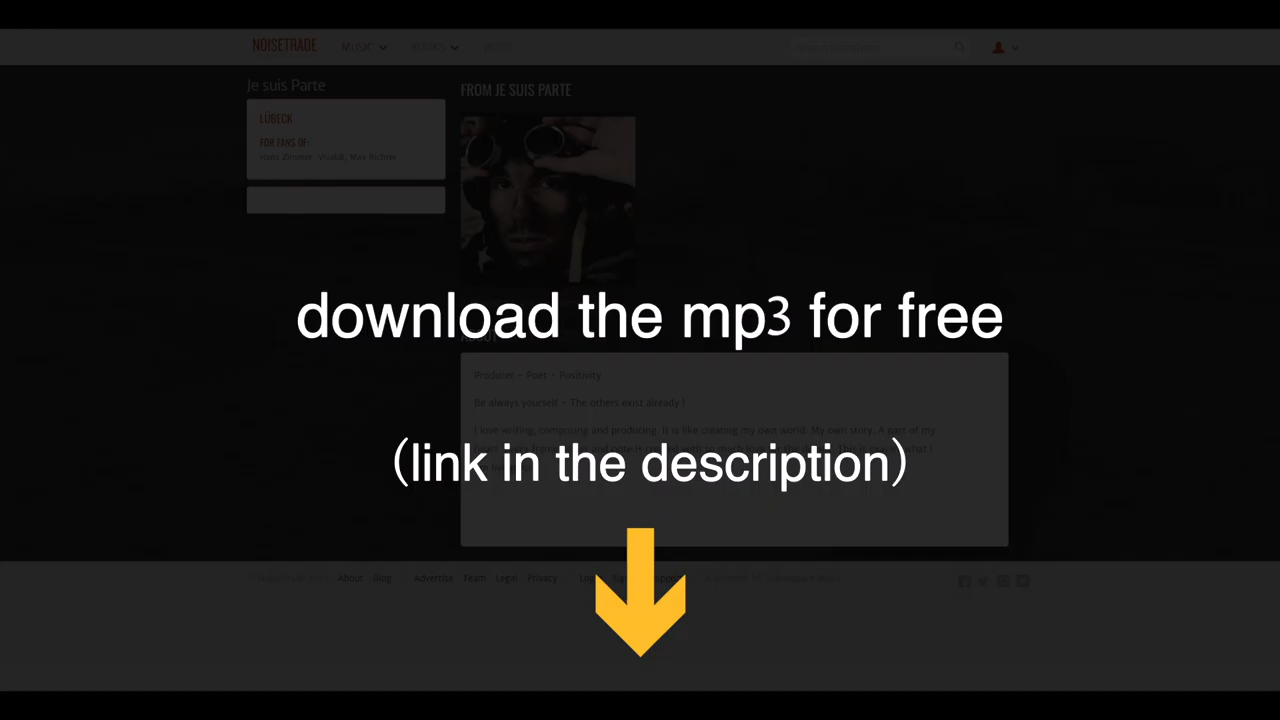 NOISETRADE MUSIC BOOKS
Je suis Parte
LÜBECK
FOR FANS OF:
Hans Zimmer, Vivaldi, Max Richter
FROM JE SUIS PARTE
download the mp3 for free
Producer - Poet - Positivity
Be always yourself - The others exist already !
I love writing, composing and producing. It is like creating my own world. My own story. A part of my
(link in the description)
About Blog Advertise Team Legal Privacy